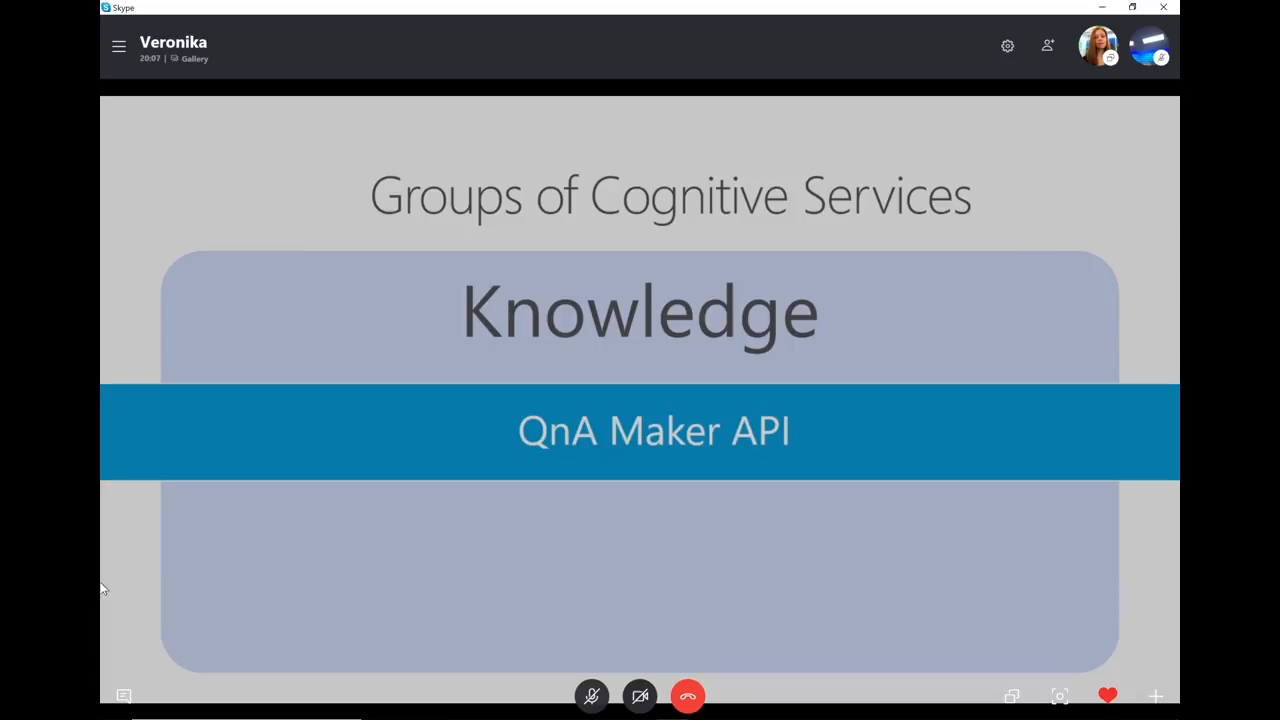 Skype
Veronika
20:07 | Gallery
Groups of Cognitive Services
Knowledge
QnA Maker API